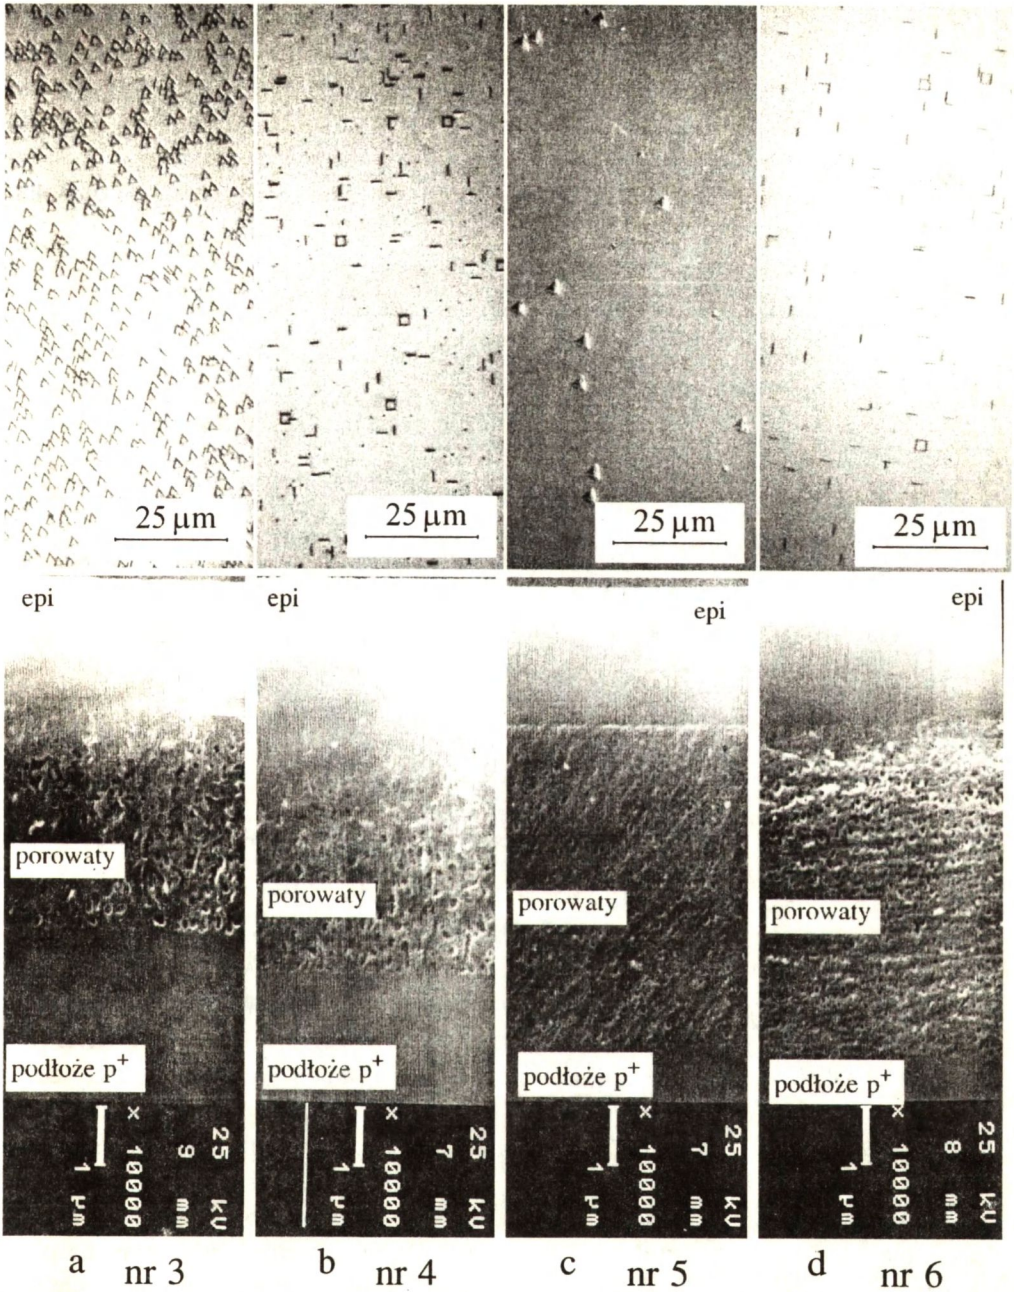 25 μm
25 μm
25 μm
25 μm
epi
epi
epi
epi
porowaty
porowaty
porowaty
porowaty
podłoże p+
podłoże p+
podłoże p+
podłoże p+
1 μm ×10000 9 mm 25 kV
1 μm ×10000 7 mm 25 kV
1 μm ×10000 7 mm 25 kV
1 μm ×10000 8 mm 25 kV
a nr 3
b nr 4
c nr 5
d nr 6